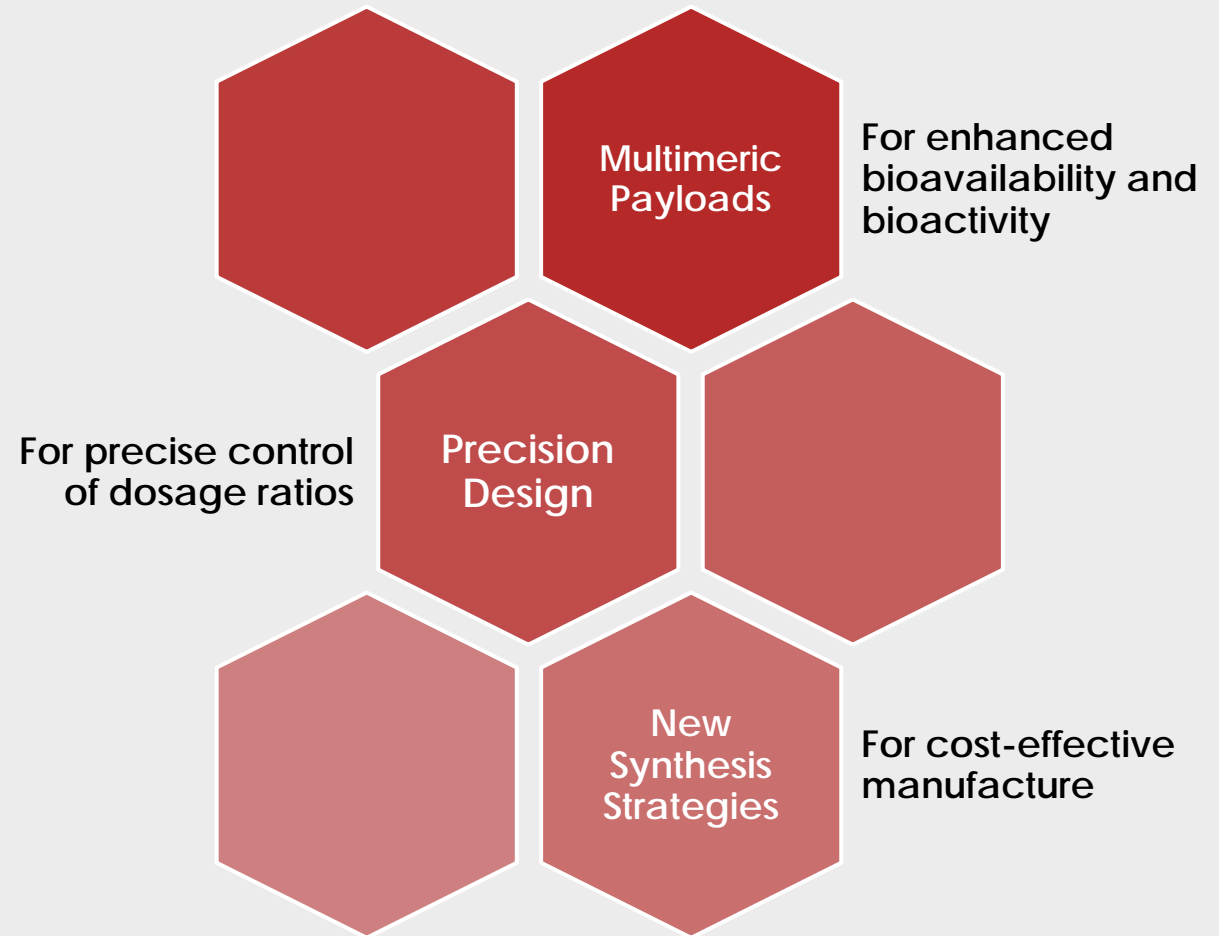 Multimeric
Payloads
For enhanced
bioavailability and
bioactivity
For precise control
of dosage ratios
Precision
Design
New
Synthesis
Strategies
For cost-effective
manufacture